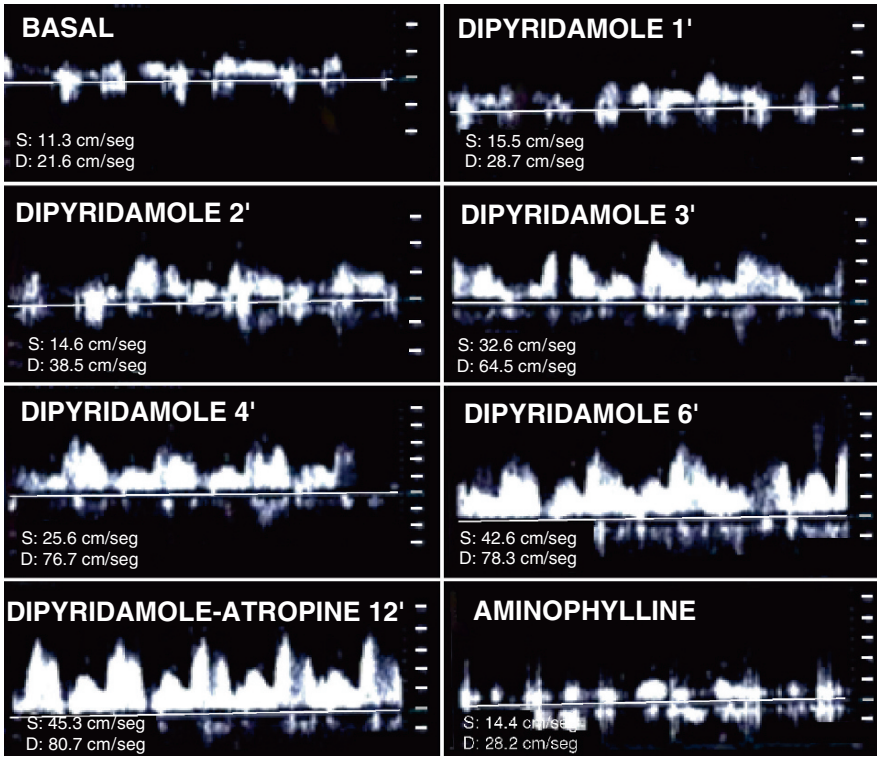 BASAL
S: 11.3 cm/seg
D: 21.6 cm/seg
DIPYRIDAMOLE 1'
S: 15.5 cm/seg
D: 28.7 cm/seg
DIPYRIDAMOLE 2'
S: 14.6 cm/seg
D: 38.5 cm/seg
DIPYRIDAMOLE 3'
S: 32.6 cm/seg
D: 64.5 cm/seg
DIPYRIDAMOLE 4'
S: 25.6 cm/seg
D: 76.7 cm/seg
DIPYRIDAMOLE 6'
S: 42.6 cm/seg
D: 78.3 cm/seg
DIPYRIDAMOLE-ATROPINE 12'
S: 45.3 cm/seg
D: 80.7 cm/seg
AMINOPHYLLINE
S: 14.4 cm/seg
D: 28.2 cm/seg